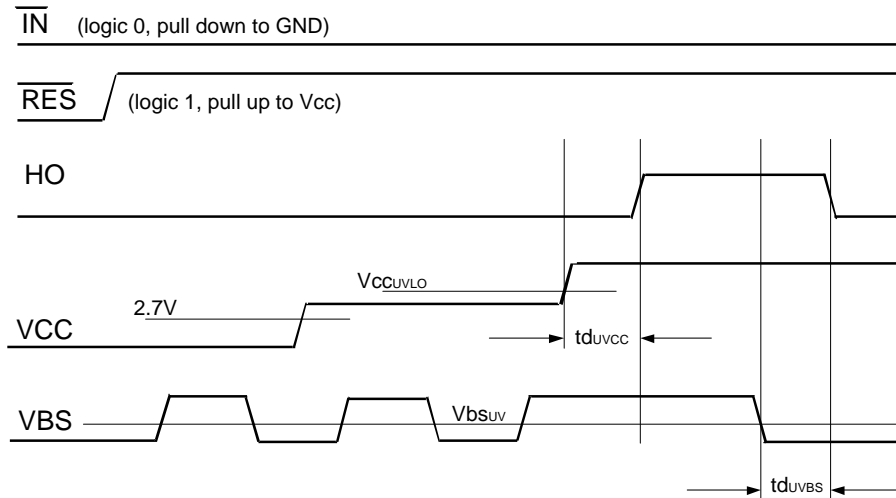 IN (logic 0, pull down to GND)
RES (logic 1, pull up to Vcc)
HO
VccUVLO
2.7V
VCC
tdUVCC
VBS
VbsUV
tdUVBS